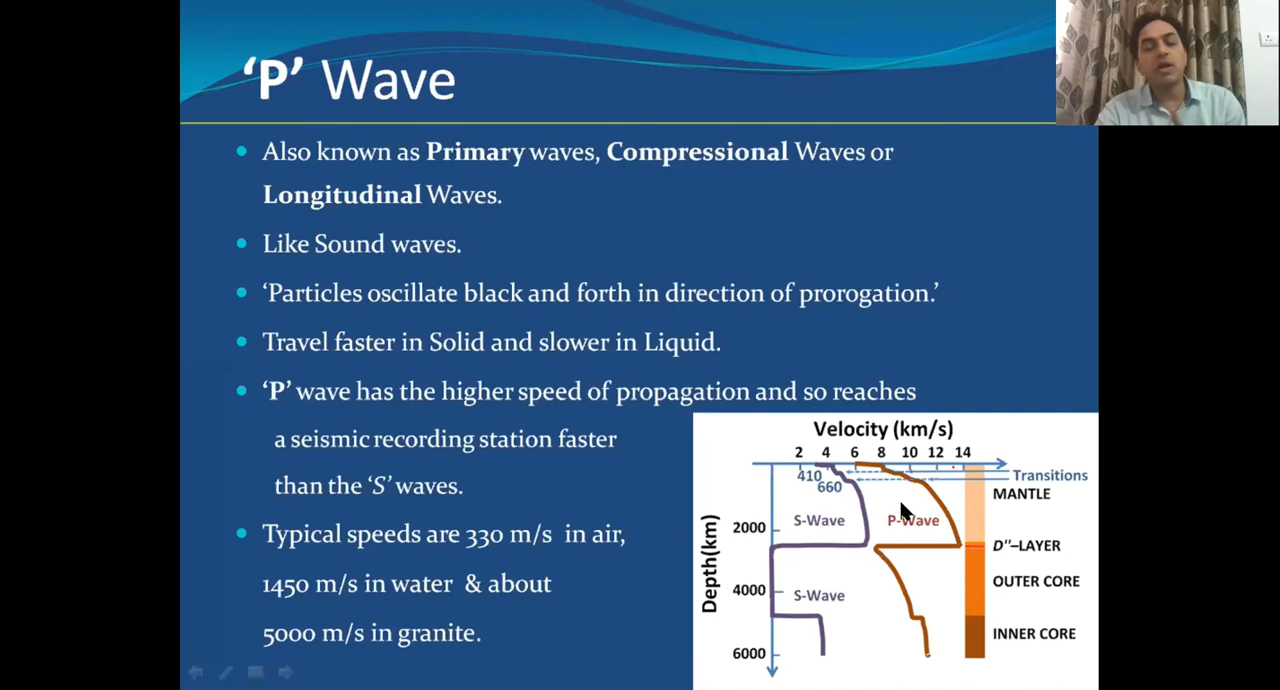 ‘P’ Wave
Also known as Primary waves, Compressional Waves or
Longitudinal Waves.
Like Sound waves.
‘Particles oscillate black and forth in direction of prorogation.’
Travel faster in Solid and slower in Liquid.
‘P’ wave has the higher speed of propagation and so reaches
a seismic recording station faster
than the ‘S’ waves.
Typical speeds are 330 m/s in air,
1450 m/s in water & about
5000 m/s in granite.
Velocity (km/s)
2 4 6 8 10 12 14
410
660
Transitions
MANTLE
S-Wave
P-Wave
2000
D''-LAYER
OUTER CORE
4000
S-Wave
INNER CORE
6000
Depth(km)